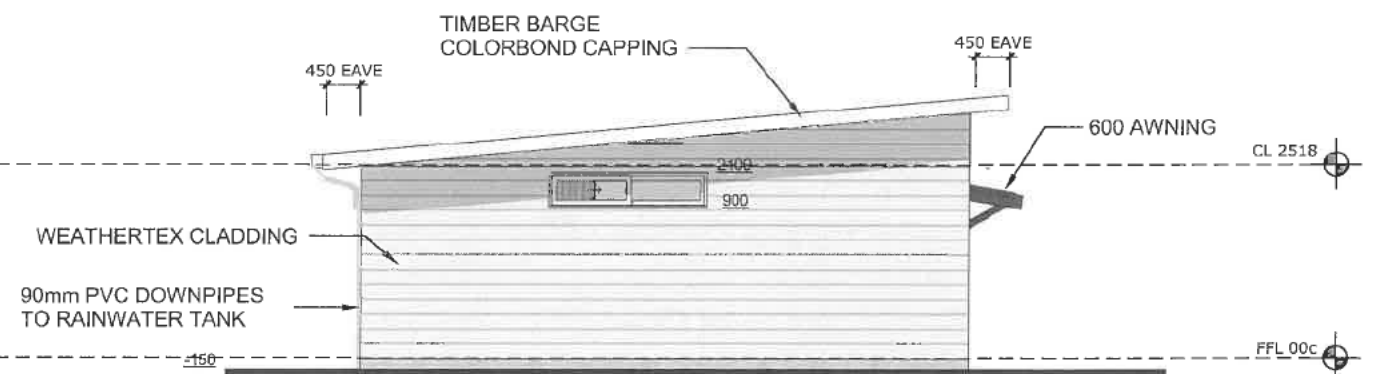 TIMBER BARGE
COLORBOND CAPPING
450 EAVE
450 EAVE
600 AWNING
CL 2518
2100
900
WEATHERTEX CLADDING
90mm PVC DOWNPIPES
TO RAINWATER TANK
-150
FFL 00c